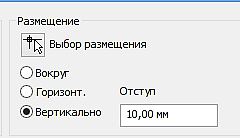 Размещение
Выбор размещения
Вокруг
Горизонт. Отступ
Вертикально 10,00 мм